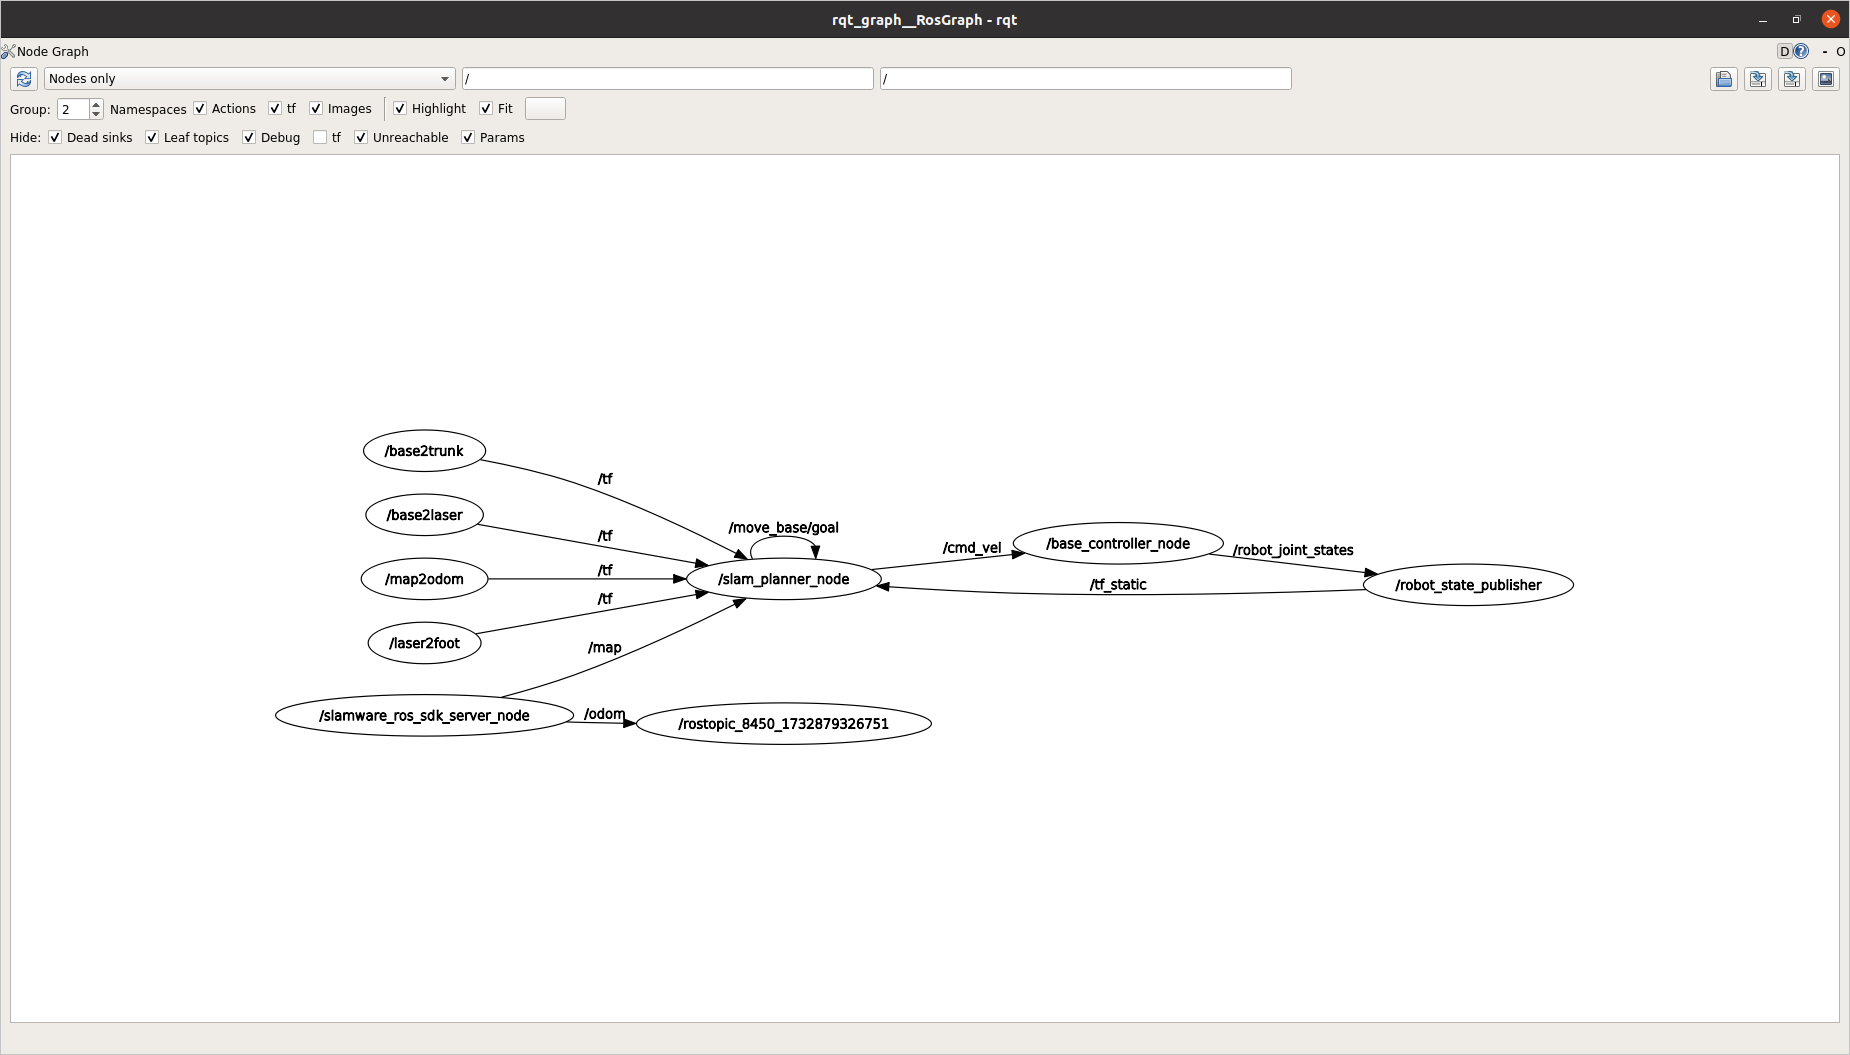 rqt_graph__RosGraph - rqt
Node Graph
D
- O
Nodes only
/
/
Group: 2 Namespaces Actions tf Images Highlight Fit
Hide: Dead sinks Leaf topics Debug tf Unreachable Params
/base2trunk
/tf
/base2laser
/tf
/map2odom
/tf
/laser2foot
/tf
/move_base/goal
/slam_planner_node
/cmd_vel
/base_controller_node
/robot_joint_states
/tf_static
/robot_state_publisher
/map
/slamware_ros_sdk_server_node
/odom
/rostopic_8450_1732879326751